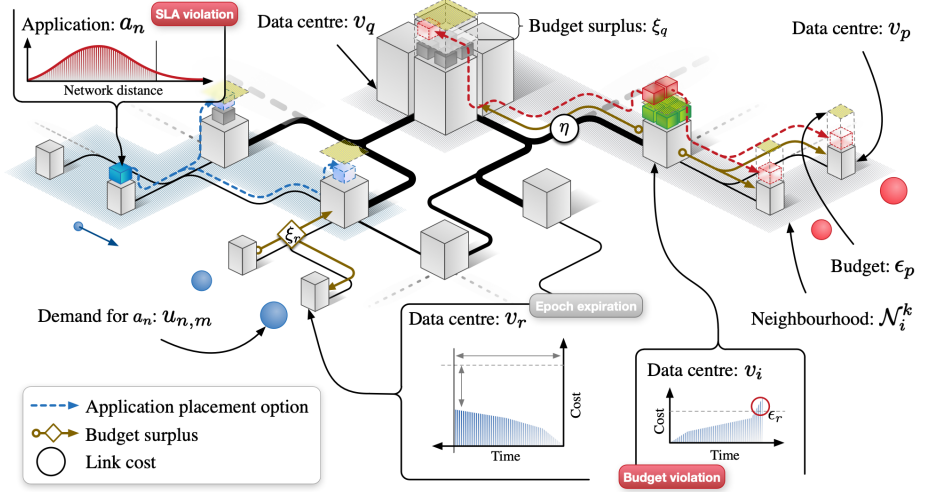 SLA violation
Application: aₙ
Network distance
Data centre: v_q
Budget surplus: ξ_q
Data centre: v_p
η
ξ_r
Budget: ϵ_p
Demand for aₙ: u_{n,m}
Epoch expiration
Data centre: v_r
Cost
Time
Neighbourhood: 𝒩_i^k
Data centre: v_i
Cost
ϵ_r
Time
Budget violation
Application placement option
Budget surplus
Link cost